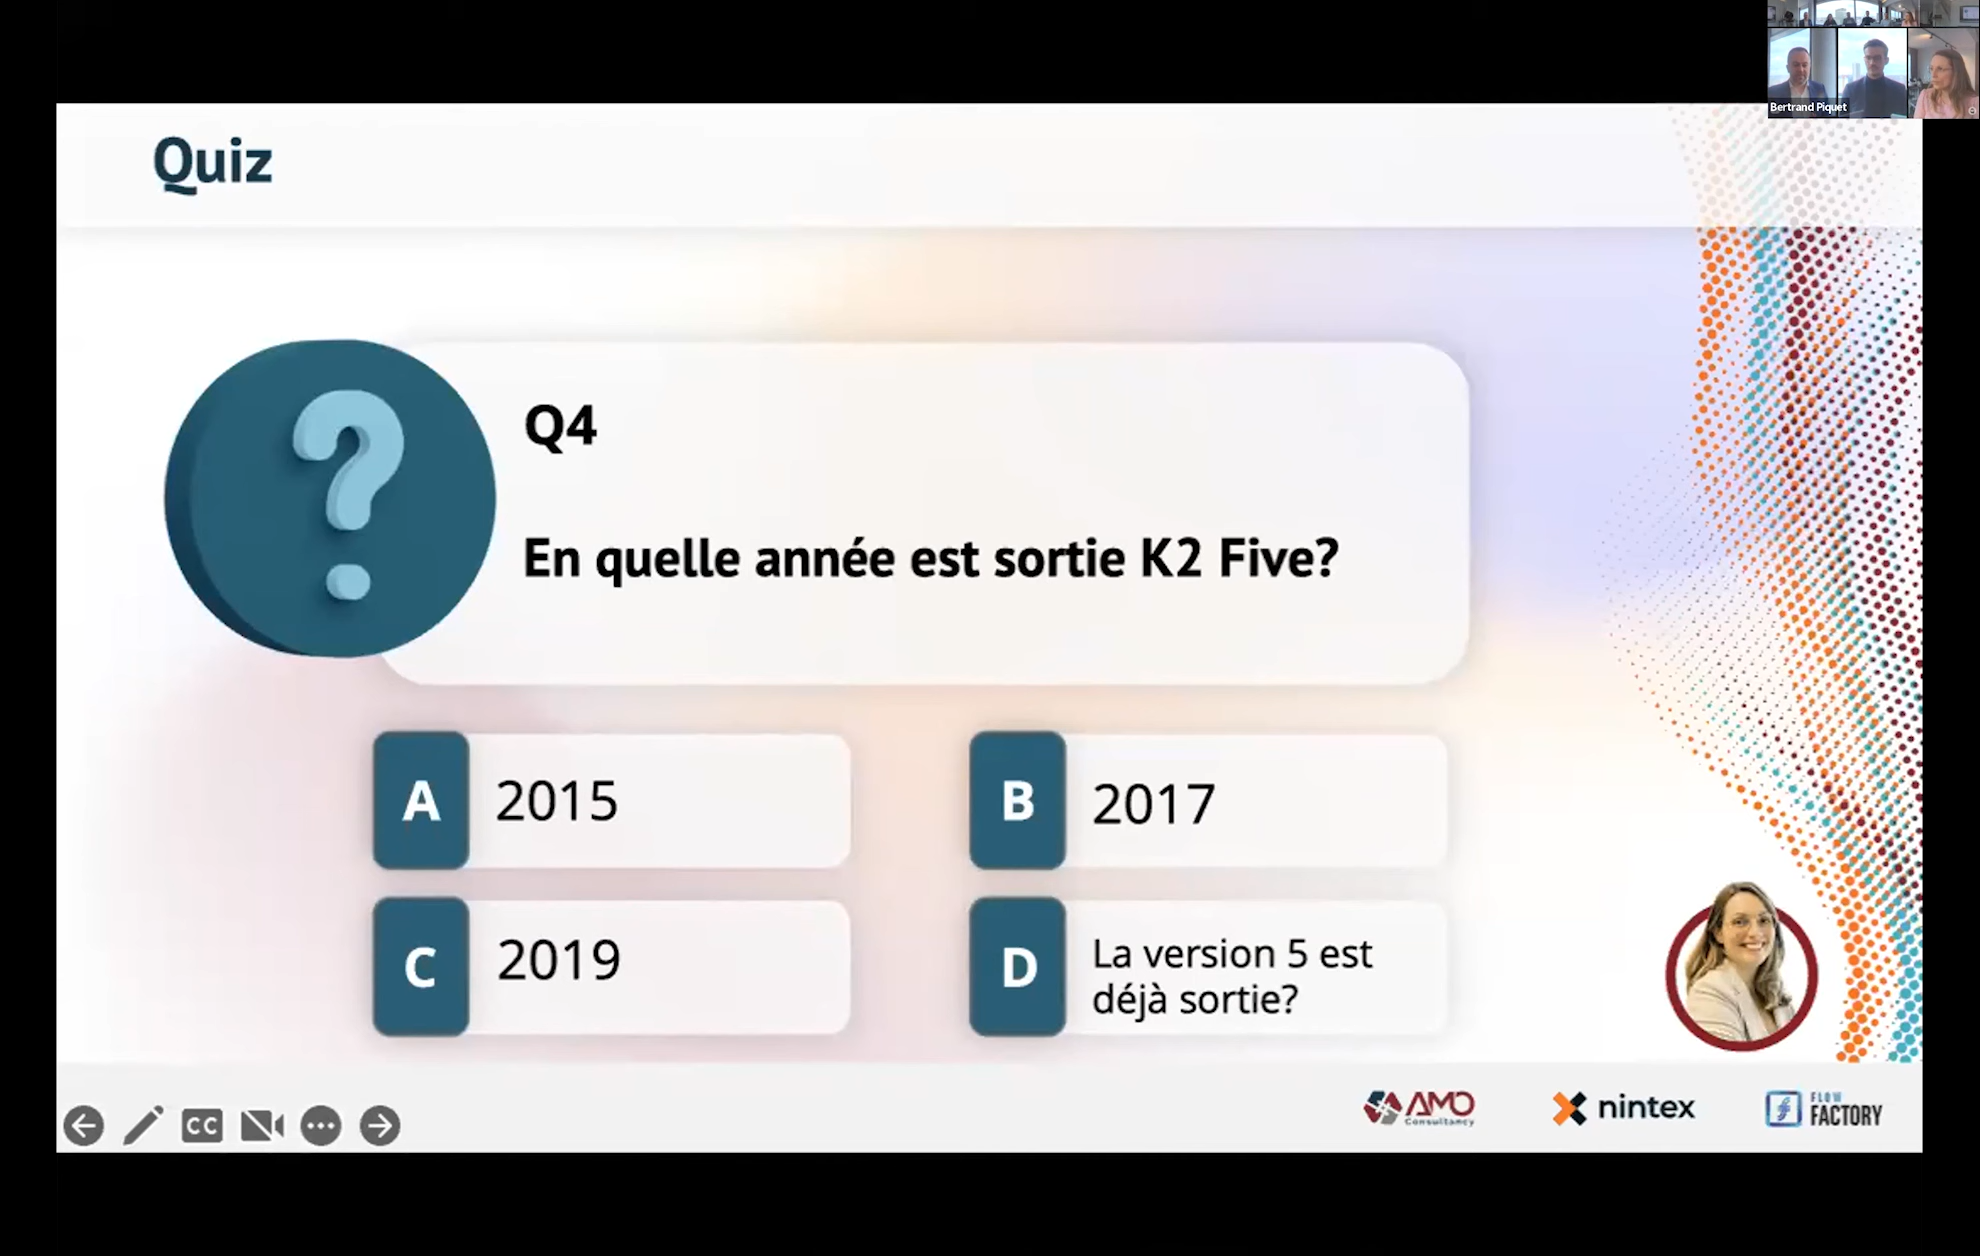 Bertrand Piquet
Quiz
?
Q4
En quelle année est sortie K2 Five?
A
2015
B
2017
C
2019
D
La version 5 est
déjà sortie?
CC
AMO
Consultancy
nintex
FLOW
FACTORY